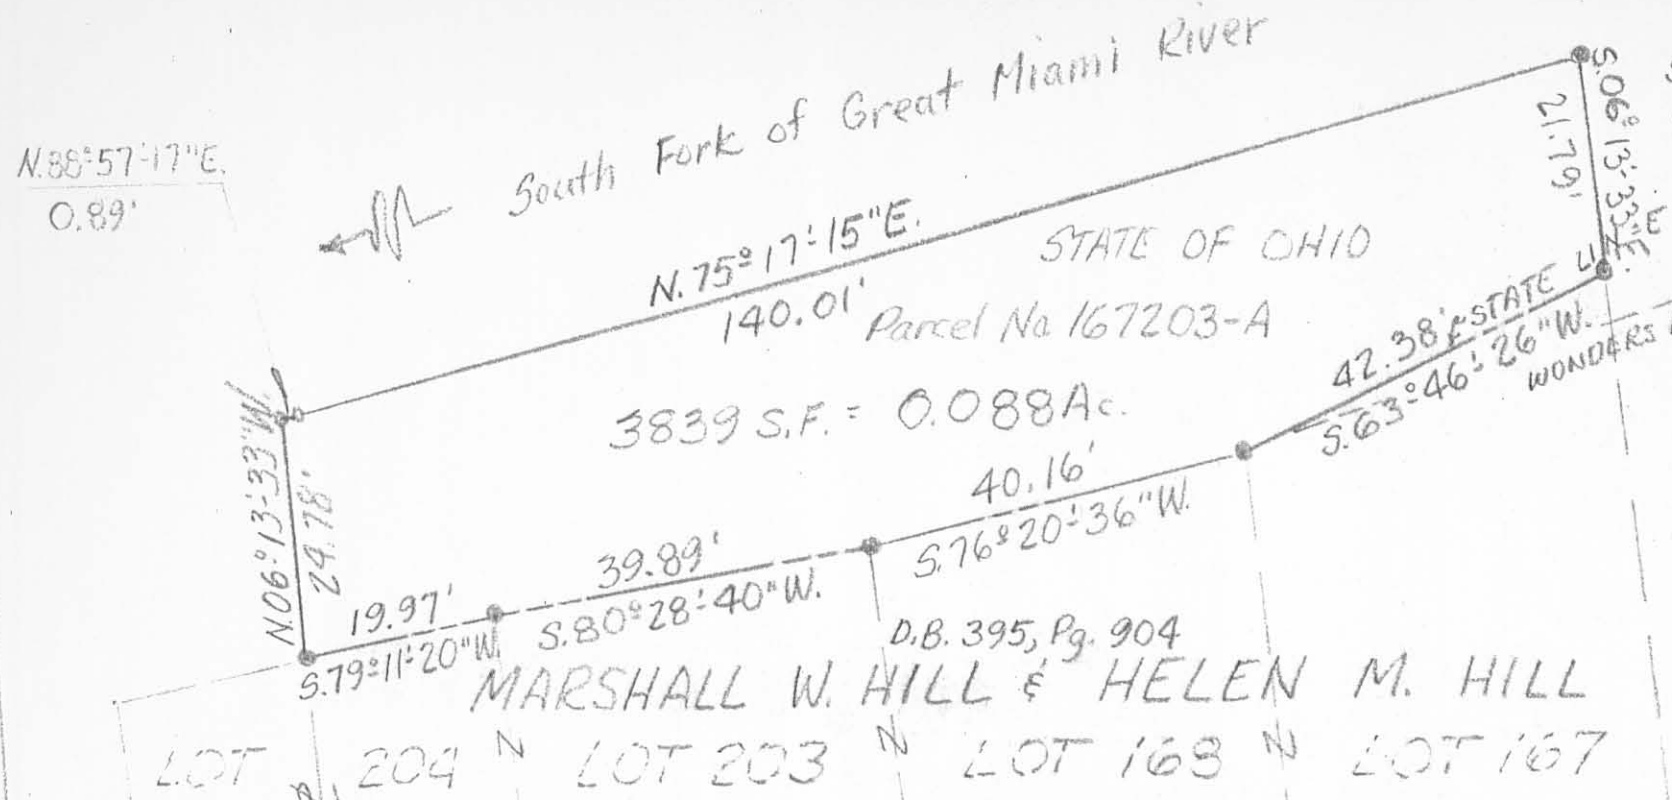 South Fork of Great Miami River
N.88°-57'-17"E.
0.89'
S.06°-13'-33"E.
21.79'
N.75°-17'-15"E.
140.01'
STATE OF OHIO
Parcel No 167203-A
3839 S.F. = 0.088Ac.
STATE
42.38'
S.63°-46'-26"W.
WONDERS
N.06°-13'-33"W.
24.78'
40.16'
S.76°-20'-36"W.
39.89'
S.80°-28'-40"W.
19.97'
S.79°-11'-20"W.
D.B. 395, Pg. 904
MARSHALL W. HILL & HELEN M. HILL
LOT 204 N LOT 203 N LOT 168 N LOT 167